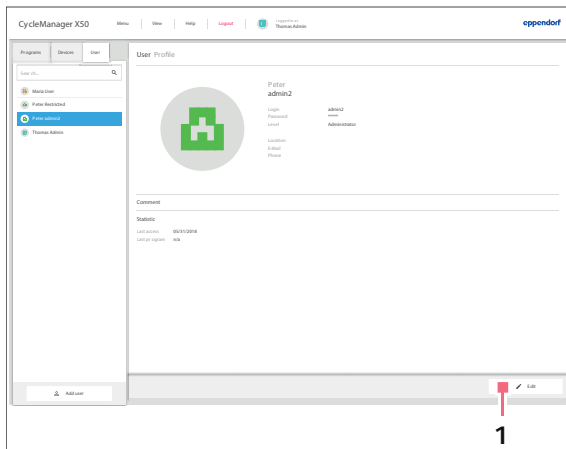 CycleManager X50 Menu View Help Logout Logged in as eppendorf
Thomas Admin
Programs Devices User User Profile
Search...
Maria User
Peter Restricted
Peter admin2
Thomas Admin
Peter
admin2
Login admin2
Password
Level Administrator
Location
E-Mail
Phone
Comment
Statistic
Last access 05/31/2018
Last program n/a
Add user
Edit
1